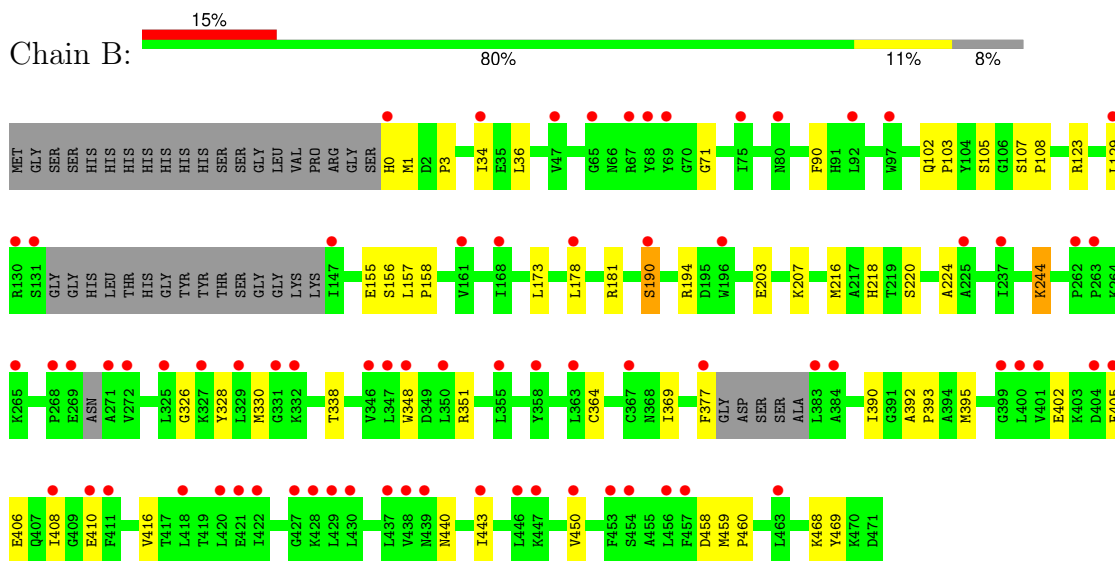 15%
Chain B:
80% 11% 8%
MET GLY SER SER HIS HIS HIS HIS HIS HIS HIS HIS HIS HIS SER SER GLY LEU VAL PRO ARG GLY SER H0 M1 D2 P3 I34 E35 L36 V47 G65 N66 R67 Y68 Y69 G70 G71 I75 N80 F90 H91 L92 W97 Q102 P103 Y104 S105 G106 S107 P108 R123 L129
R130 S131 GLY GLY HIS LEU THR HIS GLY TYR TYR THR SER GLY GLY LYS LYS I147 E155 S156 L157 P158 V161 I168 L173 L178 R181 S190 R194 D195 W196 E203 K207 M216 A217 H218 T219 S220 A224 A225 I237 K244 P262 P263 K264
K265 P268 E269 ASN A271 V272 L325 G326 K327 Y328 L329 M330 G331 K332 T338 V346 L347 W348 D349 L350 R351 L355 Y358 L363 C364 C367 N368 I369 F377 GLY ASP SER SER ALA L383 A384 I390 G391 A392 P393 A394 M395 G399 L400 V401 E402 K403 D404
E406 Q407 I408 G409 E410 F411 V416 T417 L418 T419 L420 E421 I422 G427 K428 L429 L430 L437 V438 N439 N440 I443 L446 K447 V450 F453 S454 A455 L456 F457 D458 M459 P460 L463 K468 Y469 K470 D471